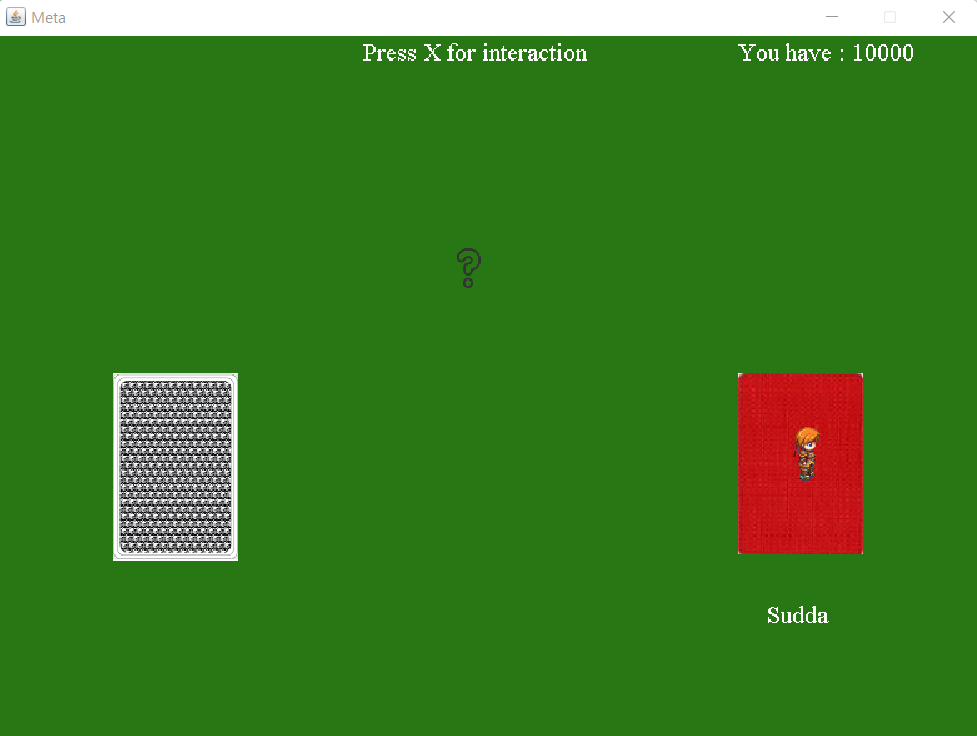 Meta
Press X for interaction
You have : 10000
?
Sudda